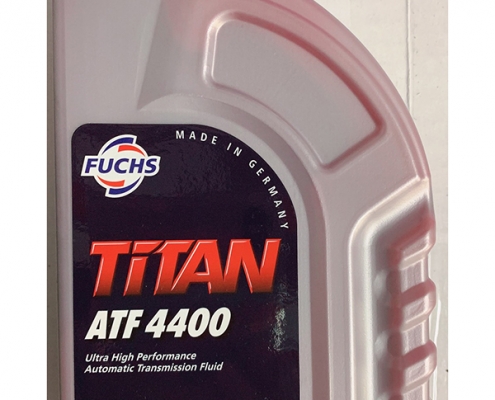 MADE IN GERMANY
FUCHS
TiTAN
ATF 4400
Ultra High Performance
Automatic Transmission Fluid